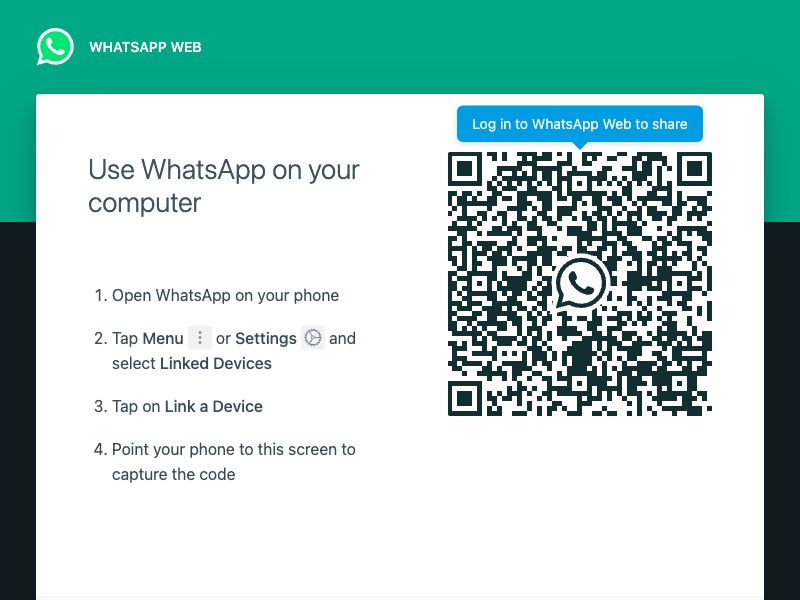 WHATSAPP WEB
Log in to WhatsApp Web to share
Use WhatsApp on your
computer
1. Open WhatsApp on your phone
2. Tap Menu or Settings and
select Linked Devices
3. Tap on Link a Device
4. Point your phone to this screen to
capture the code